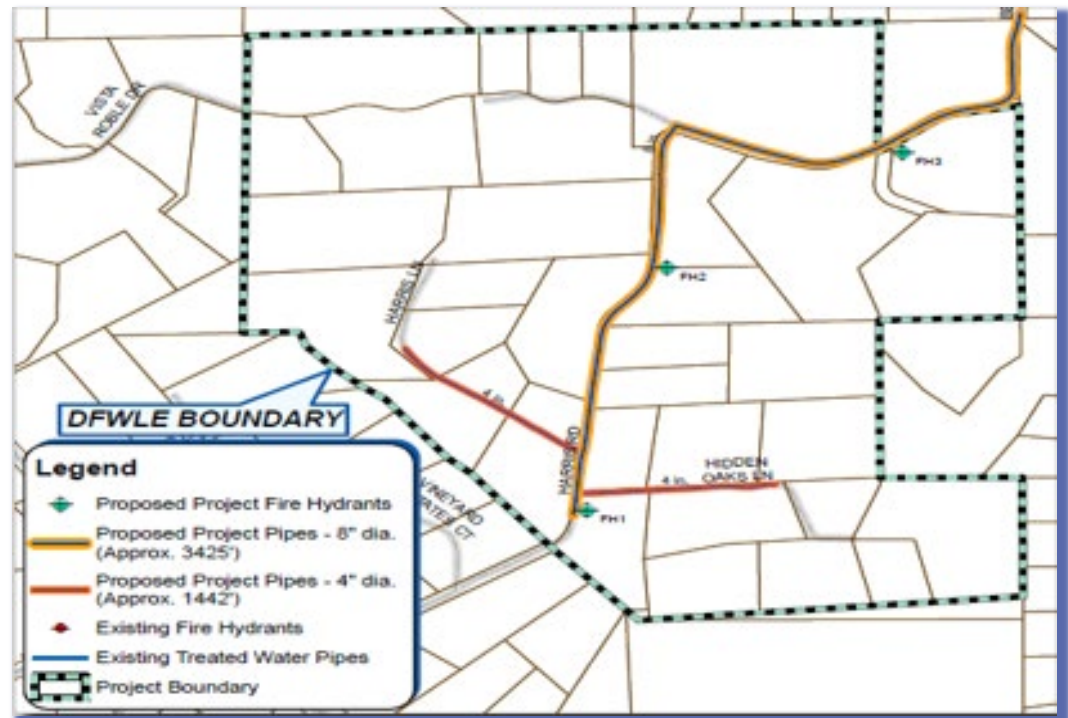 VISTA
ROBLE DR
FH3
FH2
HARRIS LN
4 in.
HARRIS RD
HIDDEN
OAKS LN
4 in.
FH1
DFWLE BOUNDARY
VINEYARD
CT
Legend
Proposed Project Fire Hydrants
Proposed Project Pipes - 8" dia.
(Approx. 3425')
Proposed Project Pipes - 4" dia.
(Approx. 1442')
Existing Fire Hydrants
Existing Treated Water Pipes
Project Boundary